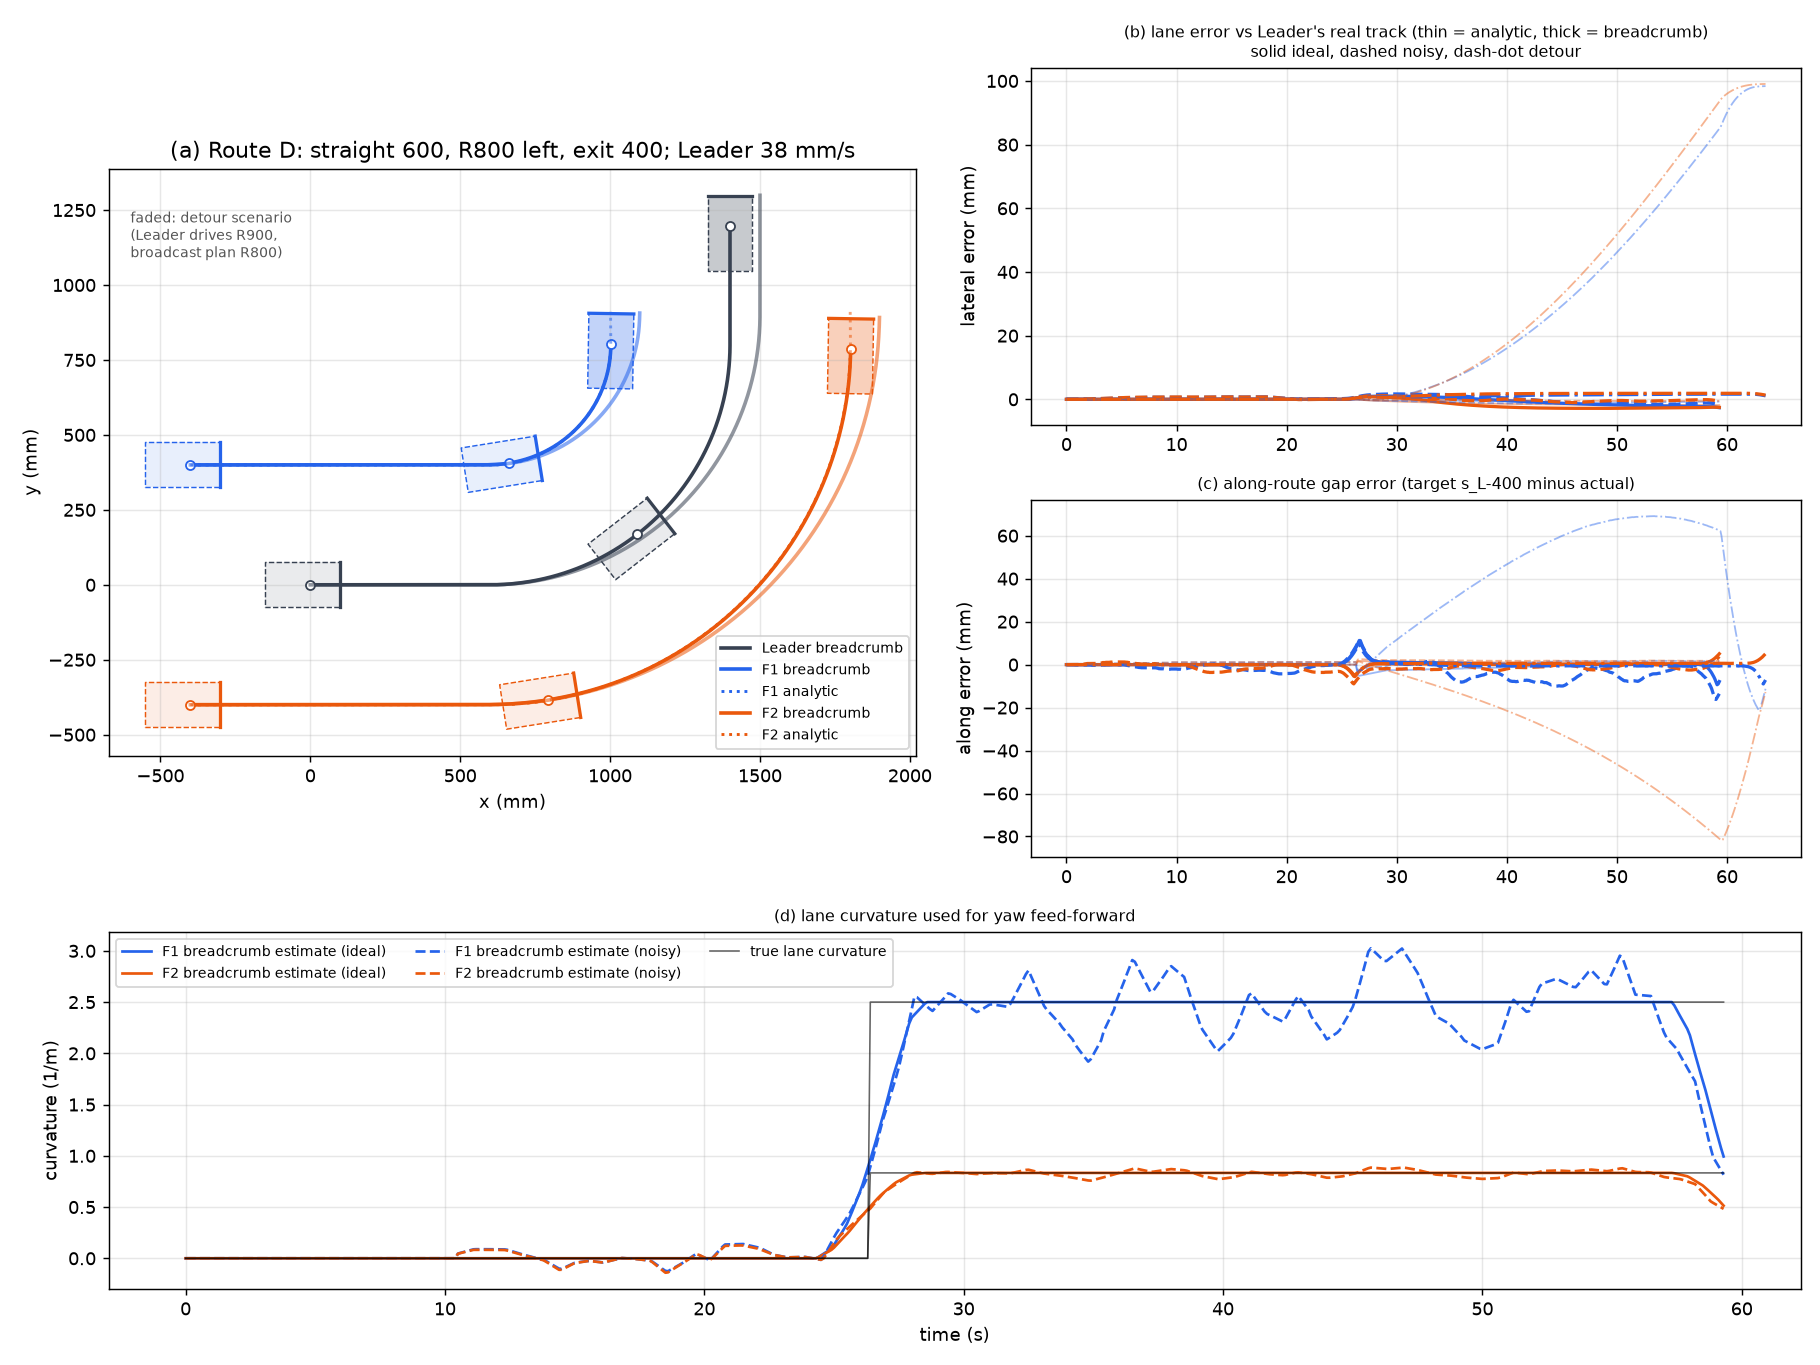 (a) Route D: straight 600, R800 left, exit 400; Leader 38 mm/s
faded: detour scenario
(Leader drives R900,
broadcast plan R800)
1250
1000
750
500
250
0
−250
−500
y (mm)
Leader breadcrumb
F1 breadcrumb
F1 analytic
F2 breadcrumb
F2 analytic
−500
0
500
1000
1500
2000
x (mm)
(b) lane error vs Leader's real track (thin = analytic, thick = breadcrumb)
solid ideal, dashed noisy, dash-dot detour
100
80
60
40
20
0
lateral error (mm)
0
10
20
30
40
50
60
(c) along-route gap error (target s_L-400 minus actual)
60
40
20
0
−20
−40
−60
−80
along error (mm)
0
10
20
30
40
50
60
(d) lane curvature used for yaw feed-forward
F1 breadcrumb estimate (ideal)
F2 breadcrumb estimate (ideal)
F1 breadcrumb estimate (noisy)
F2 breadcrumb estimate (noisy)
true lane curvature
3.0
2.5
2.0
1.5
1.0
0.5
0.0
curvature (1/m)
0
10
20
30
40
50
60
time (s)